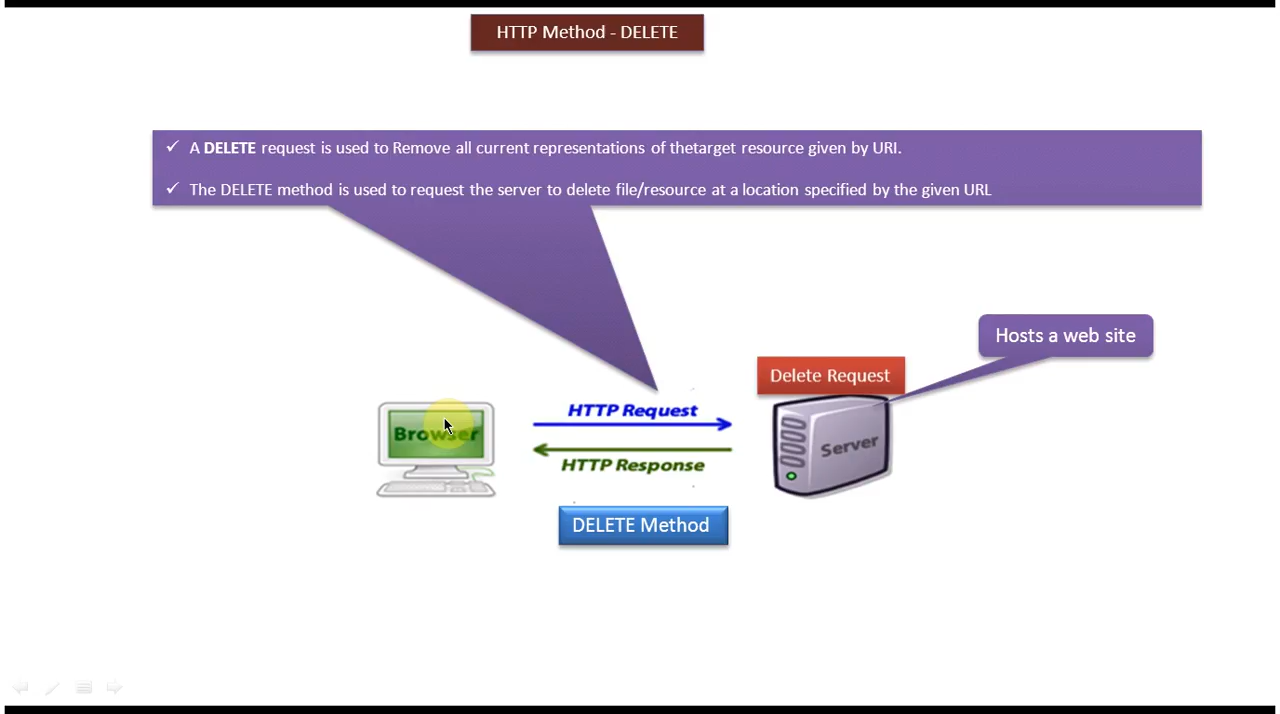 HTTP Method - DELETE
✓ A DELETE request is used to Remove all current representations of thetarget resource given by URI.
✓ The DELETE method is used to request the server to delete file/resource at a location specified by the given URL
Hosts a web site
Delete Request
HTTP Request
Browser
Server
HTTP Response
DELETE Method